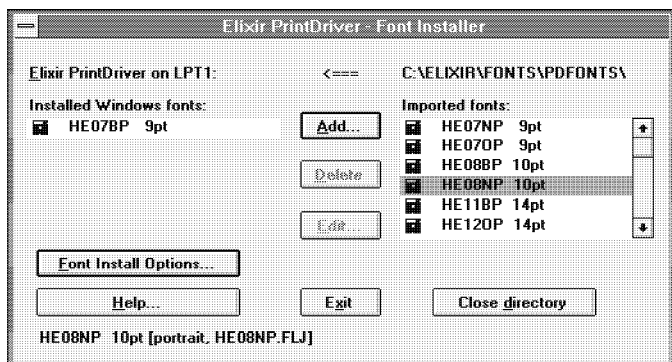 Elixir PrintDriver - Font Installer
Elixir PrintDriver on LPT1: <=== C:\ELIXIR\FONTS\PDFONTS\
Installed Windows fonts: Imported fonts:
HE07BP 9pt Add... HE07NP 9pt
HE07OP 9pt
Delete HE08BP 10pt
HE08NP 10pt
HE11BP 14pt
Edit... HE12OP 14pt
Font Install Options...
Help... Exit Close directory
HE08NP 10pt [portrait, HE08NP.FLJ]